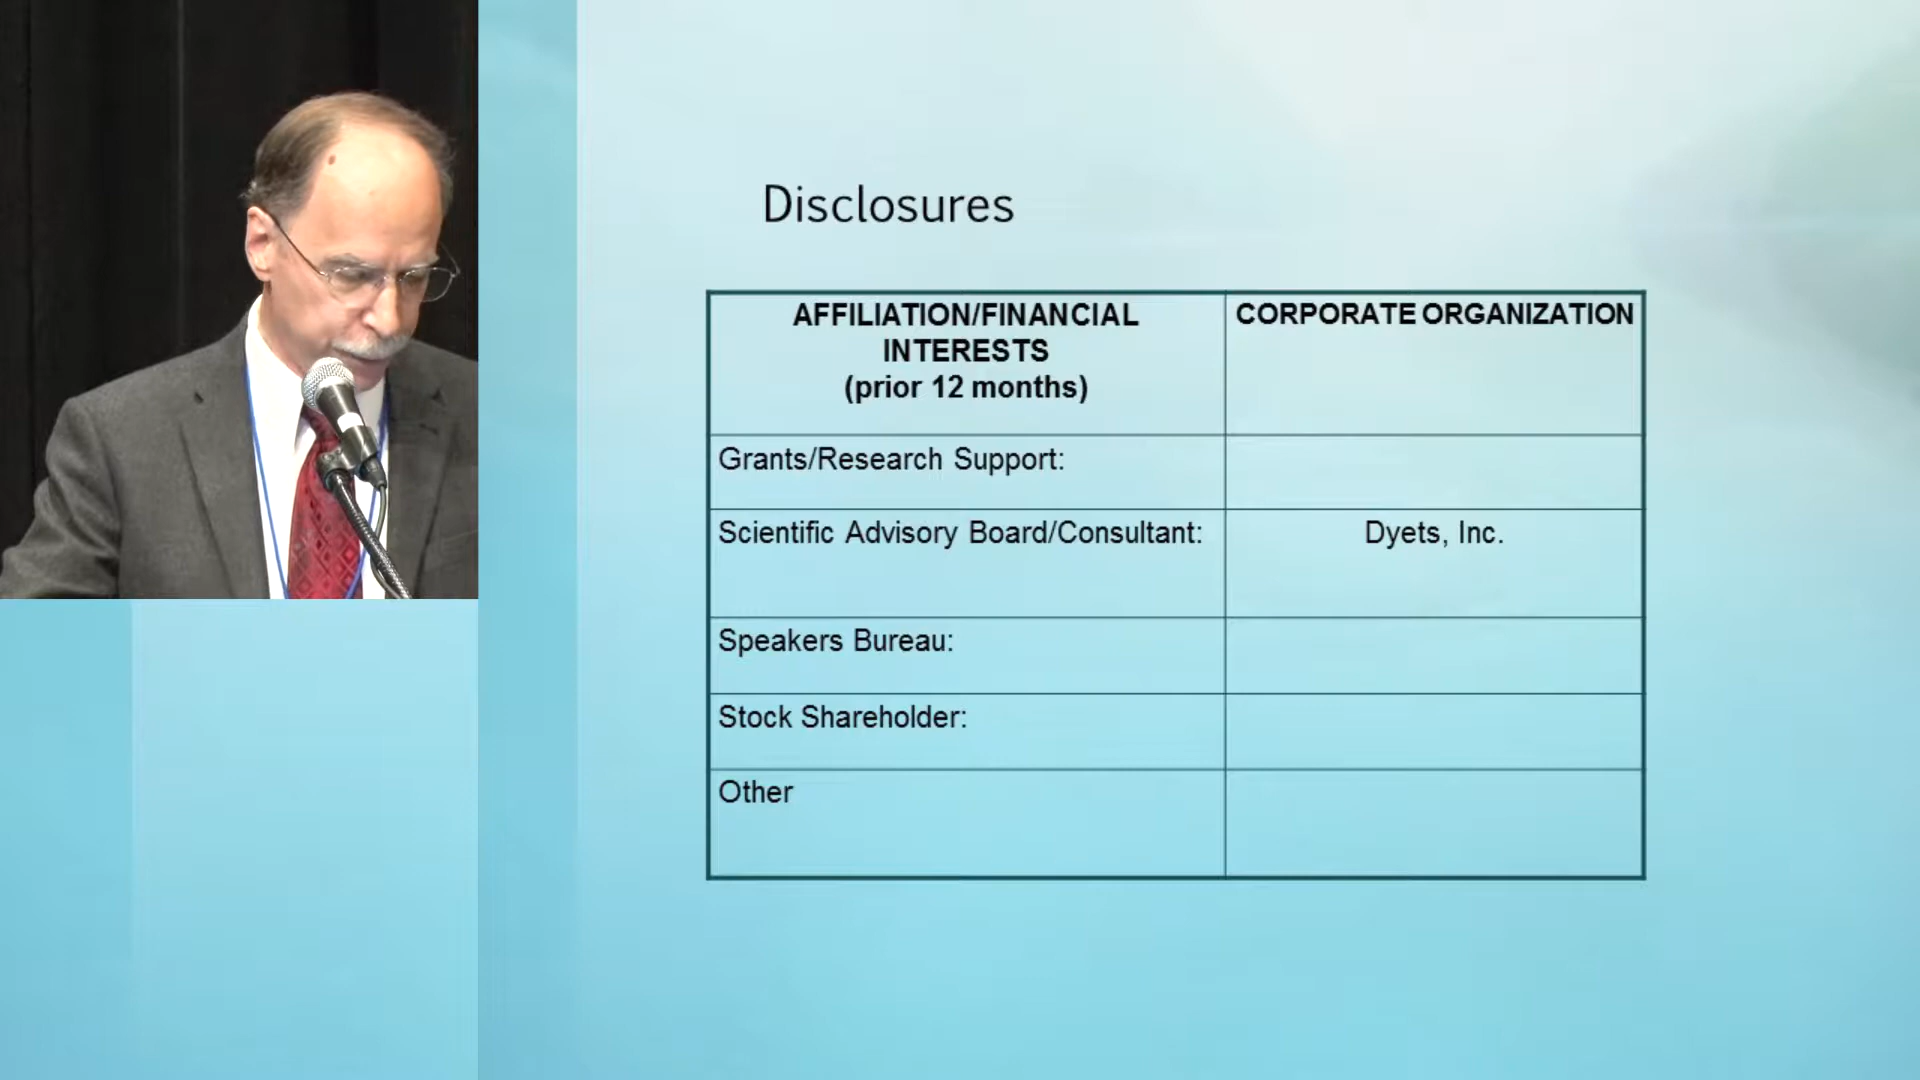 Disclosures
AFFILIATION/FINANCIAL
INTERESTS
(prior 12 months)
CORPORATE ORGANIZATION
Grants/Research Support:
Scientific Advisory Board/Consultant:
Dyets, Inc.
Speakers Bureau:
Stock Shareholder:
Other